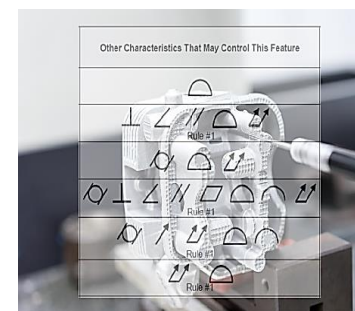 Other Characteristics That May Control This Feature
⌓
⊥ ∠ ⫽ ⌓ ⌰
Rule #1
⌭ ⌓ ⌰
⌭ ⊥ ∠ ⫽ ⏥ ⌓ ⌒ ⌰
Rule #1
⌭ ↗ ⌰ ⌓ ⌒
Rule #1
⌰ ⌓
Rule #1